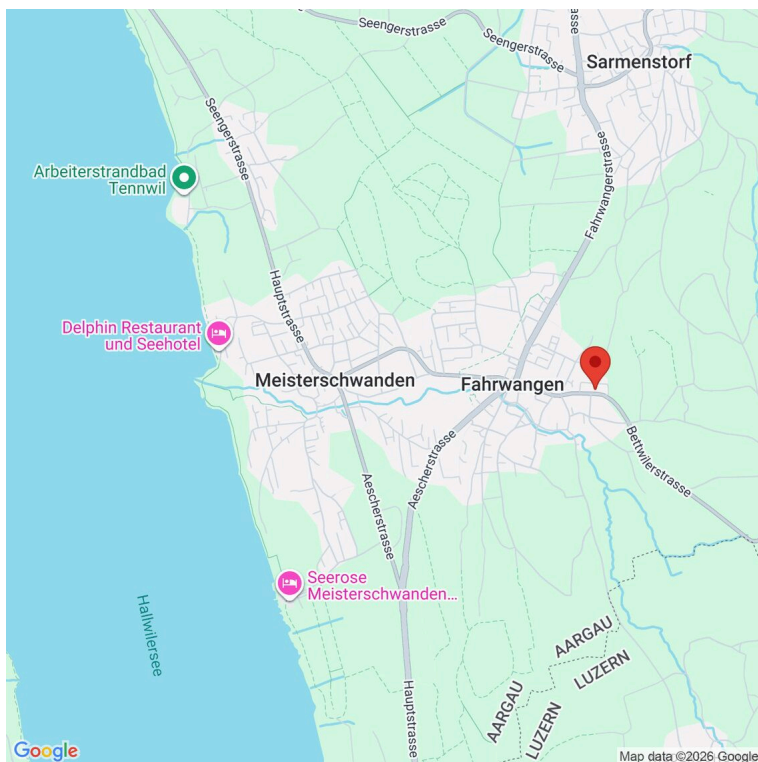 Seengerstrasse
Seengerstrasse
asse
Sarmenstorf
Seengerstrasse
Arbeiterstrandbad
Tennwil
Fahrwangerstrasse
Hauptstrasse
Delphin Restaurant
und Seehotel
Meisterschwanden
Fahrwangen
Bettwilerstrasse
Aescherstrasse
Aescherstrasse
Seerose
Meisterschwanden...
Hallwilersee
AARGAU
LUZERN
AARGAU
LUZERN
Hauptstrasse
Google
Map data ©2026 Google